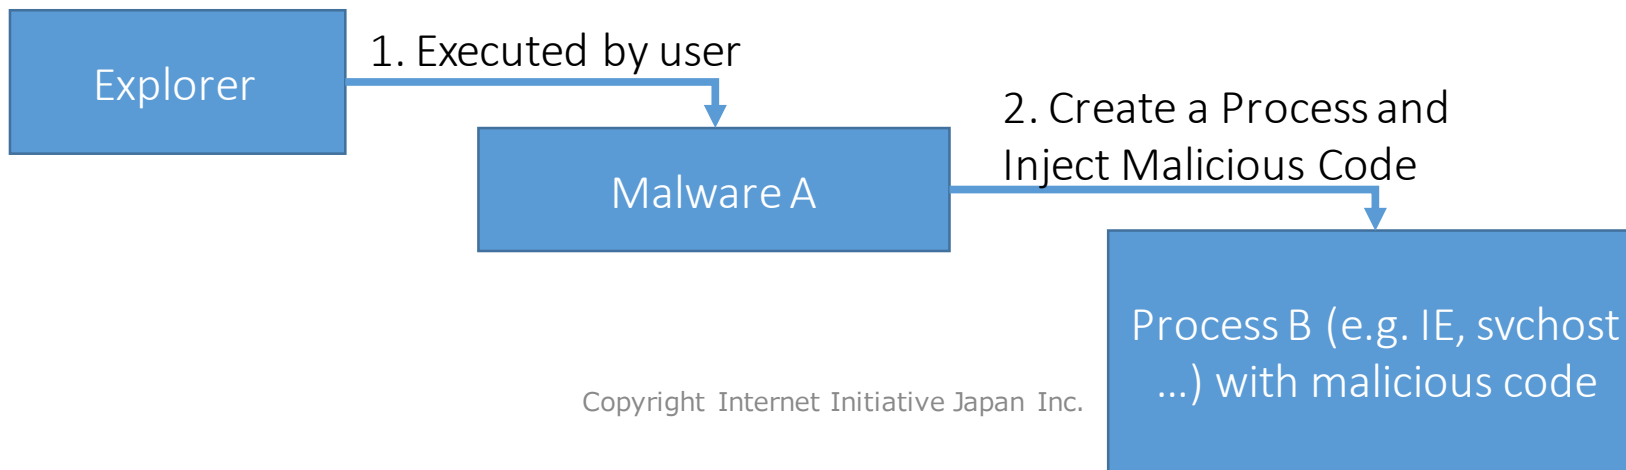 Explorer
1. Executed by user
Malware A
2. Create a Process and
Inject Malicious Code
Process B (e.g. IE, svchost
...) with malicious code
Copyright Internet Initiative Japan Inc.